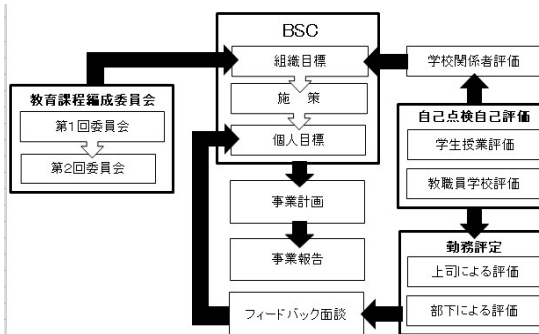 BSC
組織目標
施　策
個人目標
学校関係者評価
教育課程編成委員会
第1回委員会
第2回委員会
自己点検自己評価
学生授業評価
教職員学校評価
事業計画
事業報告
勤務評定
上司による評価
部下による評価
フィードバック面談